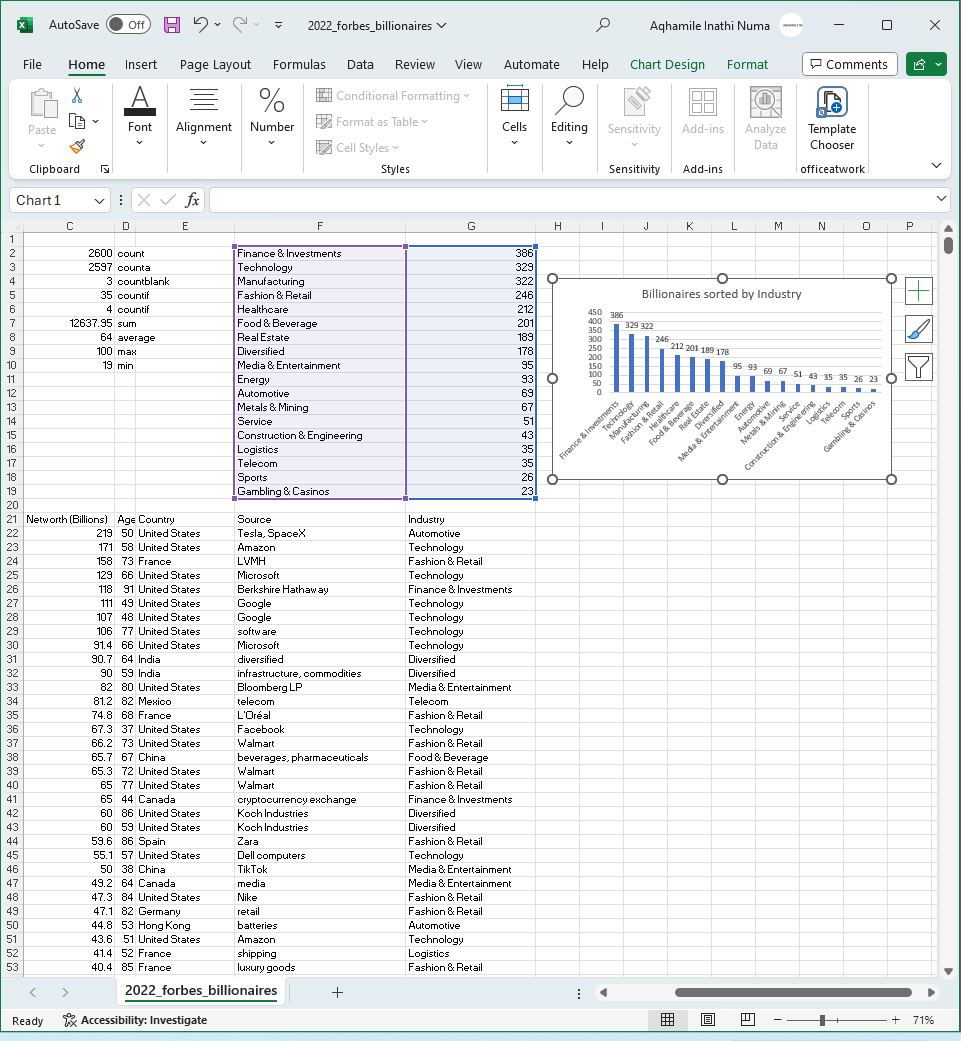 AutoSave Off 2022_forbes_billionaires Aqhamile Inathi Numa
File Home Insert Page Layout Formulas Data Review View Automate Help Chart Design Format Comments
Paste Font Alignment Number Conditional Formatting Format as Table Cell Styles Cells Editing Sensitivity Add-ins Analyze Data Template Chooser
Clipboard Styles Sensitivity Add-ins officeatwork
Chart 1 fx
C D E F G H I J K L M N O P
1
2 2600 count Finance & Investments 386
3 2597 counta Technology 329
4 3 countblank Manufacturing 322
5 35 countif Fashion & Retail 246
6 4 countif Healthcare 212
7 12637.95 sum Food & Beverage 201
8 64 average Real Estate 189
9 100 max Diversified 178
10 19 min Media & Entertainment 95
11 Energy 93
12 Automotive 69
13 Metals & Mining 67
14 Service 51
15 Construction & Engineering 43
16 Logistics 35
17 Telecom 35
18 Sports 26
19 Gambling & Casinos 23
Billionaires sorted by Industry
450
400
350
300
250
200
150
100
50
0
386 329 322 246 212 201 189 178 95 93 69 67 51 43 35 35 26 23
Finance & Investments
Technology
Manufacturing
Fashion & Retail
Healthcare
Food & Beverage
Real Estate
Diversified
Media & Entertainment
Energy
Automotive
Metals & Mining
Service
Construction & Engineering
Logistics
Telecom
Sports
Gambling & Casinos
20
21 Networth (Billions) Age Country Source Industry
22 219 50 United States Tesla, SpaceX Automotive
23 171 58 United States Amazon Technology
24 158 73 France LVMH Fashion & Retail
25 129 66 United States Microsoft Technology
26 118 91 United States Berkshire Hathaway Finance & Investments
27 111 49 United States Google Technology
28 107 48 United States Google Technology
29 106 77 United States software Technology
30 91.4 66 United States Microsoft Technology
31 90.7 64 India diversified Diversified
32 90 59 India infrastructure, commodities Diversified
33 82 80 United States Bloomberg LP Media & Entertainment
34 81.2 82 Mexico telecom Telecom
35 74.8 68 France L'Oréal Fashion & Retail
36 67.3 37 United States Facebook Technology
37 66.2 73 United States Walmart Fashion & Retail
38 65.7 67 China beverages, pharmaceuticals Food & Beverage
39 65.3 72 United States Walmart Fashion & Retail
40 65 77 United States Walmart Fashion & Retail
41 65 44 Canada cryptocurrency exchange Finance & Investments
42 60 86 United States Koch Industries Diversified
43 60 59 United States Koch Industries Diversified
44 59.6 86 Spain Zara Fashion & Retail
45 55.1 57 United States Dell computers Technology
46 50 38 China TikTok Media & Entertainment
47 49.2 64 Canada media Media & Entertainment
48 47.3 84 United States Nike Fashion & Retail
49 47.1 82 Germany retail Fashion & Retail
50 44.8 53 Hong Kong batteries Automotive
51 43.6 51 United States Amazon Technology
52 41.4 52 France shipping Logistics
53 40.4 85 France luxury goods Fashion & Retail
2022_forbes_billionaires
Ready Accessibility: Investigate 71%